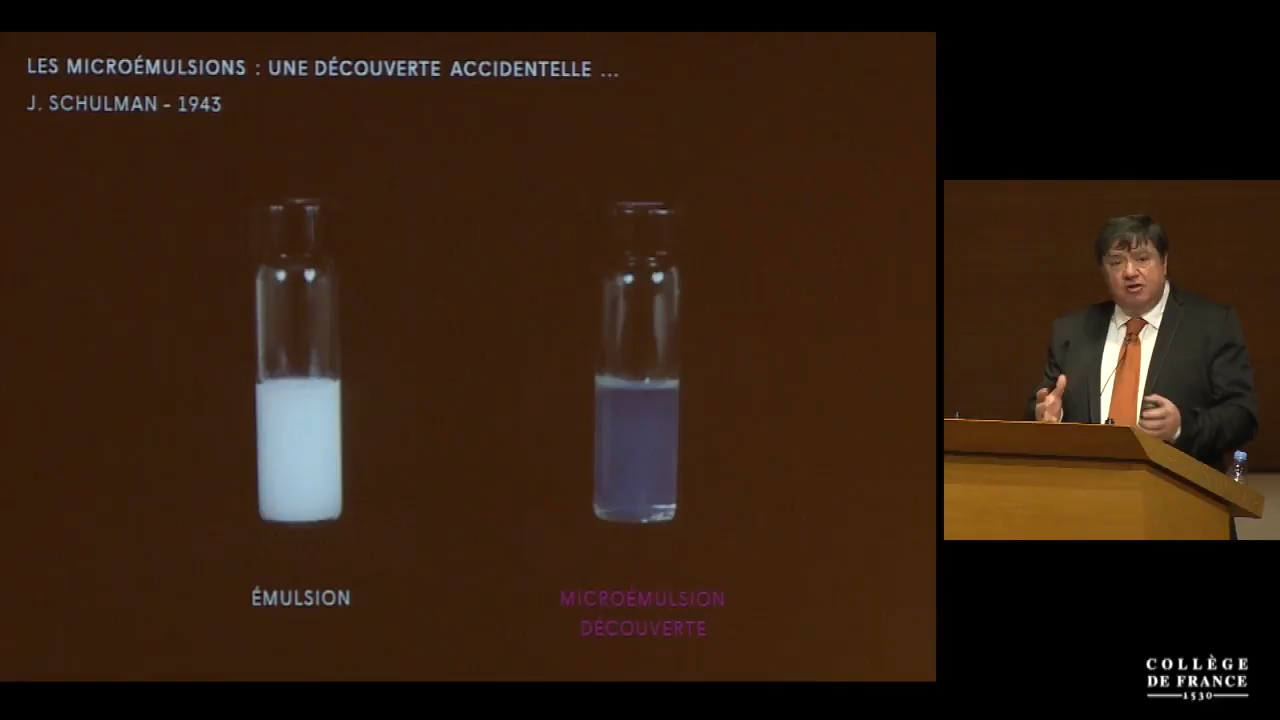 LES MICROÉMULSIONS : UNE DÉCOUVERTE ACCIDENTELLE ...
J. SCHULMAN - 1943
ÉMULSION
MICROÉMULSION
DÉCOUVERTE
COLLÈGE
DE FRANCE
1530